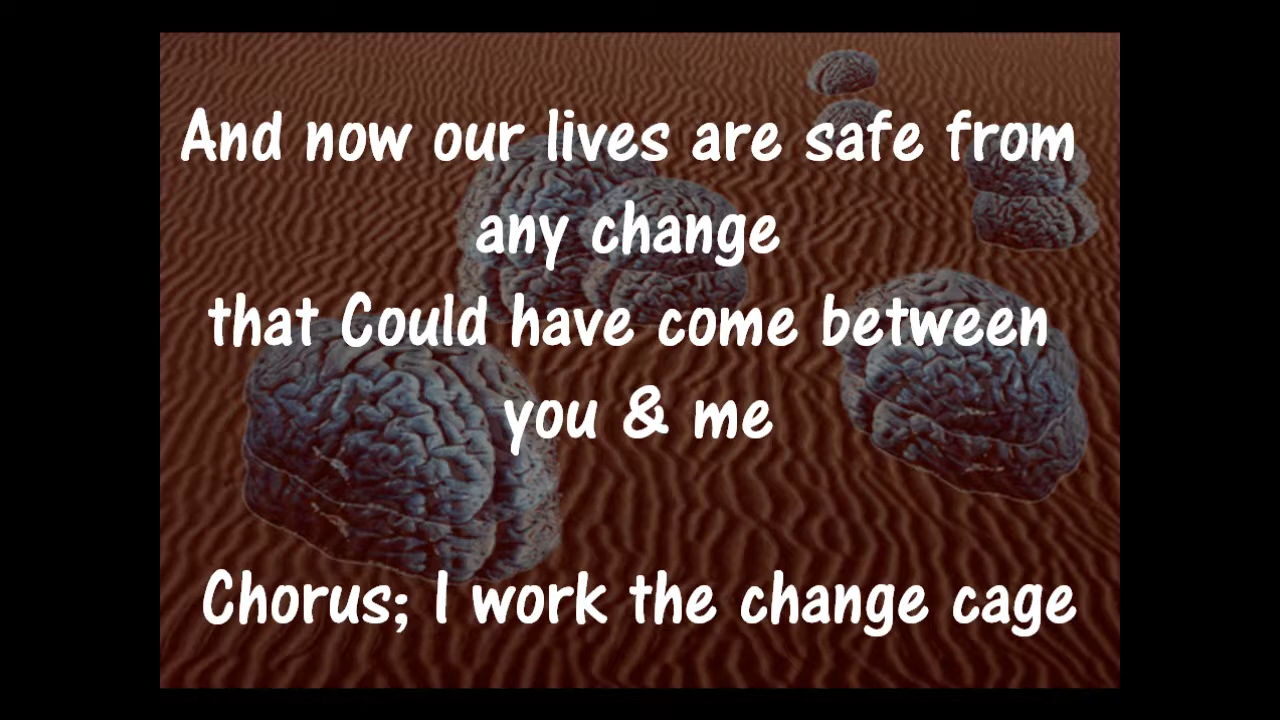 And now our lives are safe from
any change
that Could have come between
you & me
Chorus; I work the change cage